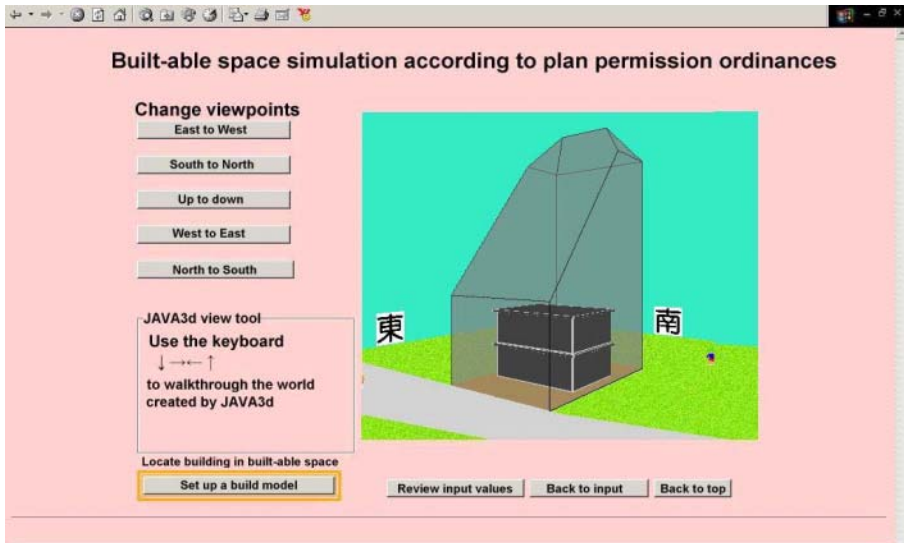 Built-able space simulation according to plan permission ordinances
Change viewpoints
East to West
South to North
Up to down
West to East
North to South
JAVA3d view tool
Use the keyboard
↓→←↑
to walkthrough the world
created by JAVA3d
Locate building in built-able space
Set up a build model
東
南
Review input values
Back to input
Back to top